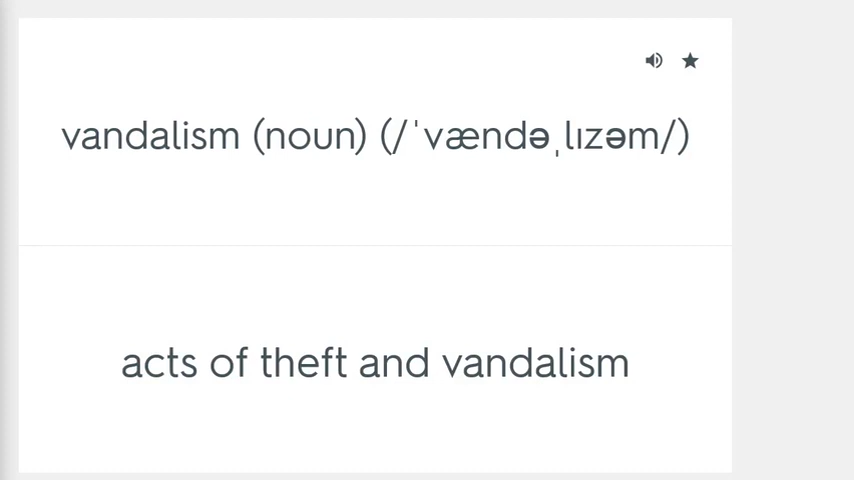 vandalism (noun) (/ˈvændəˌlɪzəm/)
acts of theft and vandalism